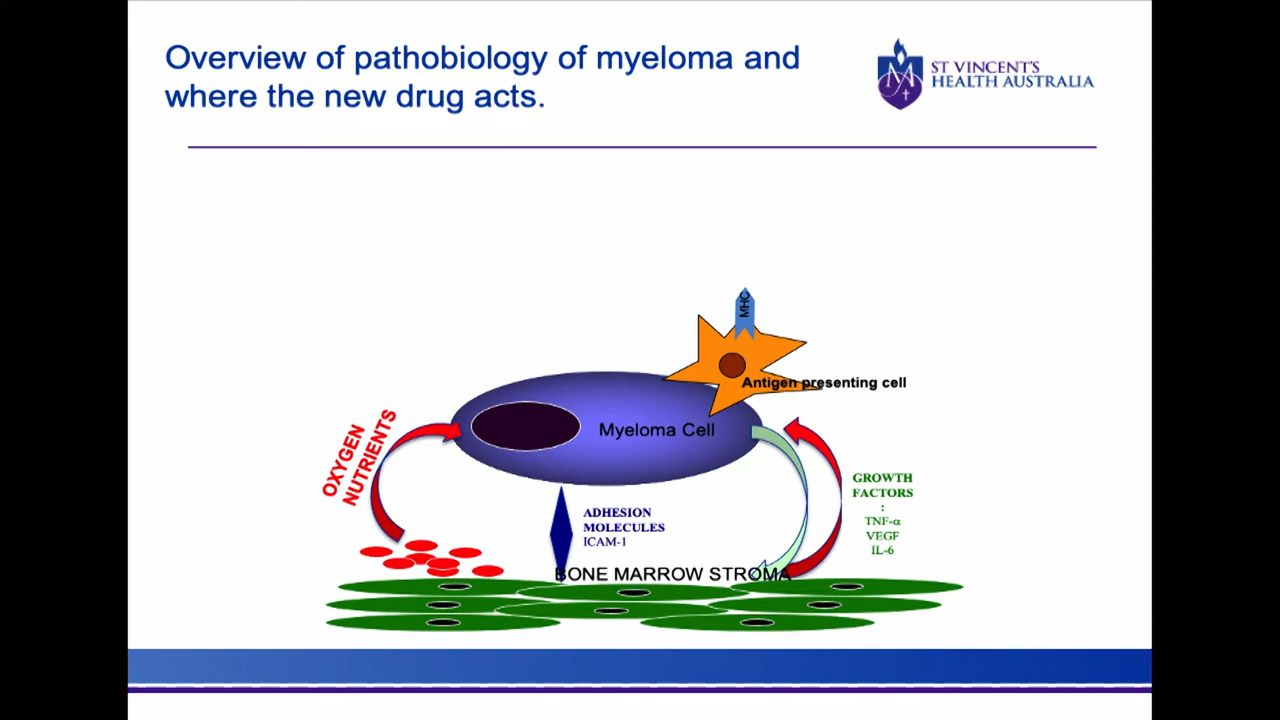 Overview of pathobiology of myeloma and
where the new drug acts.
ST VINCENT'S
HEALTH AUSTRALIA
MHC
Antigen presenting cell
Myeloma Cell
OXYGEN
NUTRIENTS
GROWTH
FACTORS
:
TNF-α
VEGF
IL-6
ADHESION
MOLECULES
ICAM-1
BONE MARROW STROMA